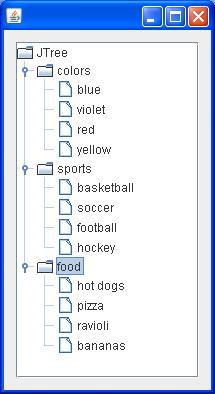 JTree
colors
blue
violet
red
yellow
sports
basketball
soccer
football
hockey
food
hot dogs
pizza
ravioli
bananas